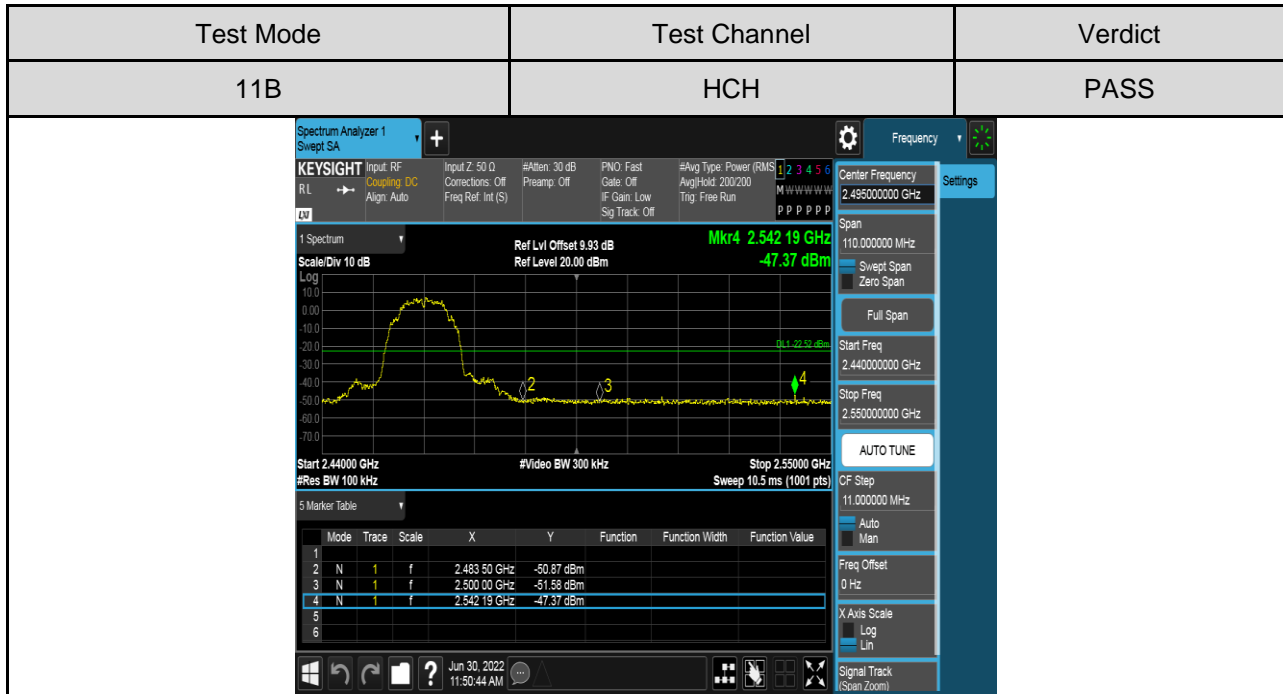 Test Mode Test Channel Verdict
11B HCH PASS
Spectrum Analyzer 1
Swept SA
+
Frequency
KEYSIGHT
RL
LXI
Input: RF
Coupling: DC
Align: Auto
Input Z: 50 Ω
Corrections: Off
Freq Ref: Int (S)
#Atten: 30 dB
Preamp: Off
PNO: Fast
Gate: Off
IF Gain: Low
Sig Track: Off
#Avg Type: Power (RMS
Avg|Hold: 200/200
Trig: Free Run
1 2 3 4 5 6
M W W W W W
P P P P P P
1 Spectrum
Scale/Div 10 dB
Ref Lvl Offset 9.93 dB
Ref Level 20.00 dBm
Mkr4 2.542 19 GHz
-47.37 dBm
Log
10.0
0.00
-10.0
-20.0
-30.0
-40.0
-50.0
-60.0
-70.0
DL1 -22.52 dBm
2
3
4
Start 2.44000 GHz
#Video BW 300 kHz
Stop 2.55000 GHz
#Res BW 100 kHz
Sweep 10.5 ms (1001 pts)
5 Marker Table
Mode Trace Scale X Y Function Function Width Function Value
1
2 N 1 f 2.483 50 GHz -50.87 dBm
3 N 1 f 2.500 00 GHz -51.58 dBm
4 N 1 f 2.542 19 GHz -47.37 dBm
5
6
?
Jun 30, 2022
11:50:44 AM
Center Frequency
2.495000000 GHz
Settings
Span
110.000000 MHz
Swept Span
Zero Span
Full Span
Start Freq
2.440000000 GHz
Stop Freq
2.550000000 GHz
AUTO TUNE
CF Step
11.000000 MHz
Auto
Man
Freq Offset
0 Hz
X Axis Scale
Log
Lin
Signal Track
(Span Zoom)